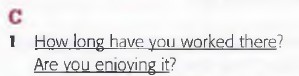 C
1 How long have you worked there?
Are you enjoying it?